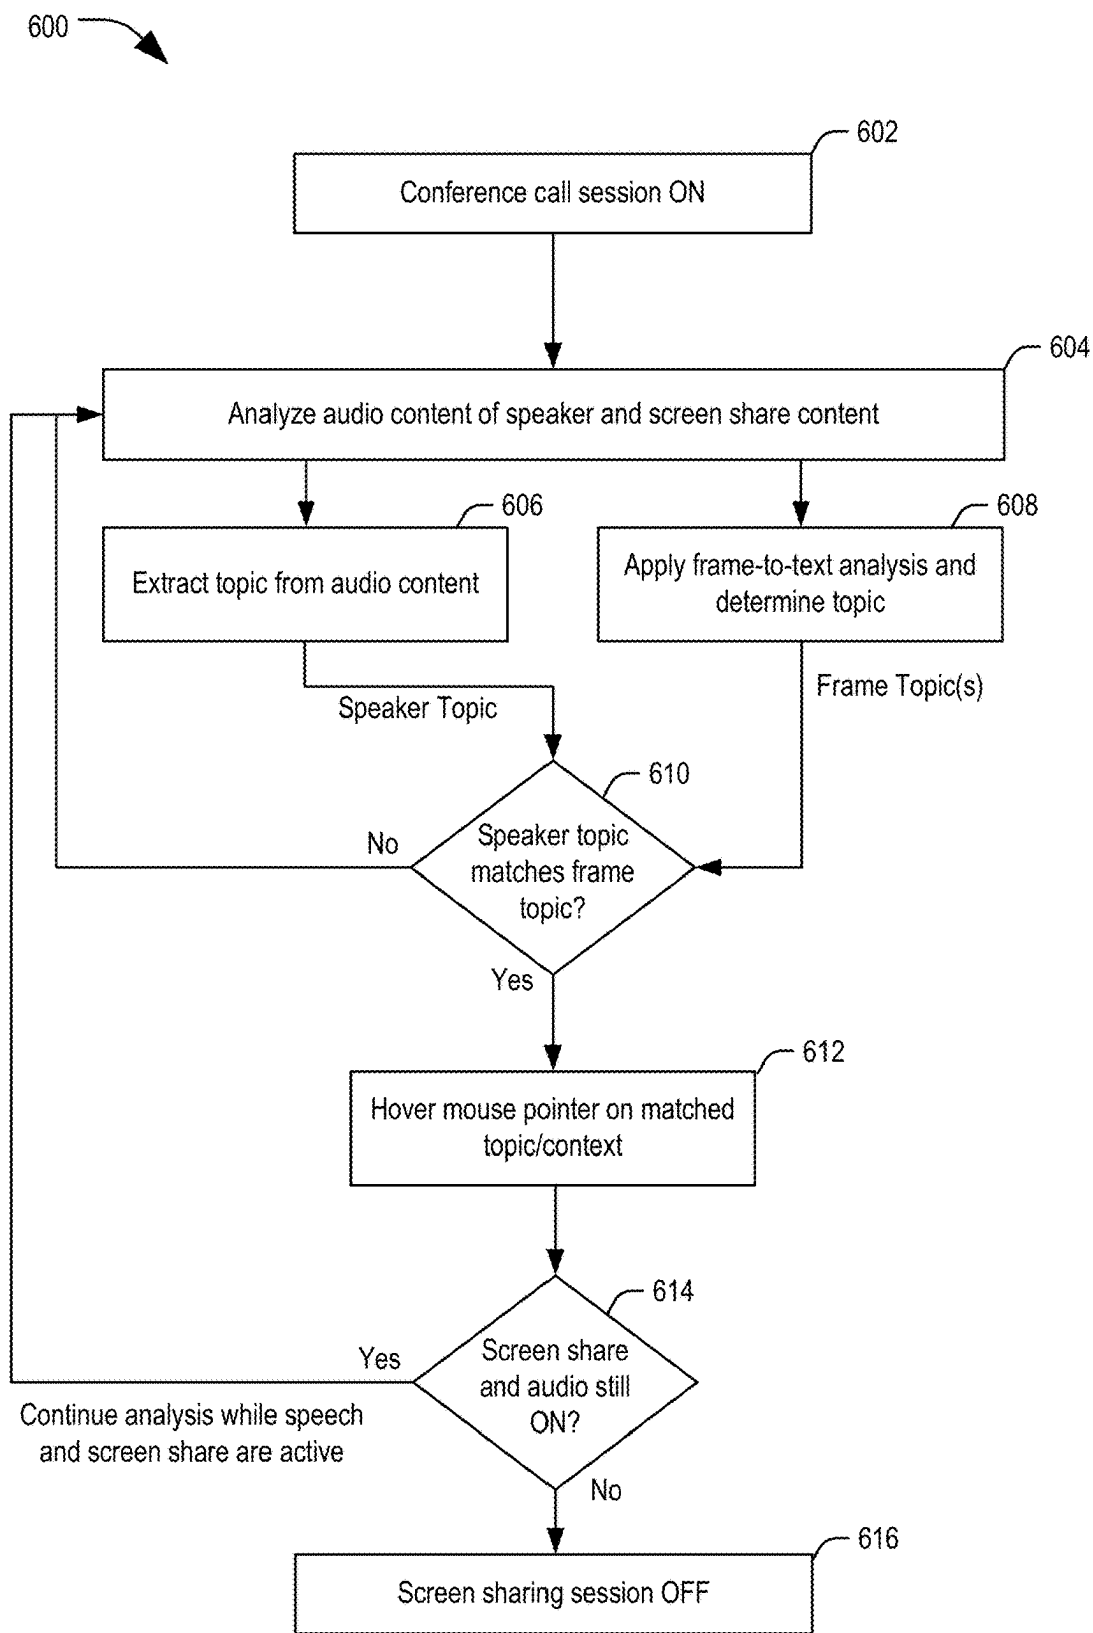 600
602
Conference call session ON
604
Analyze audio content of speaker and screen share content
606
608
Extract topic from audio content
Apply frame-to-text analysis and
determine topic
Speaker Topic
Frame Topic(s)
610
No
Speaker topic
matches frame
topic?
Yes
612
Hover mouse pointer on matched
topic/context
614
Yes
Screen share
and audio still
ON?
Continue analysis while speech
and screen share are active
No
616
Screen sharing session OFF